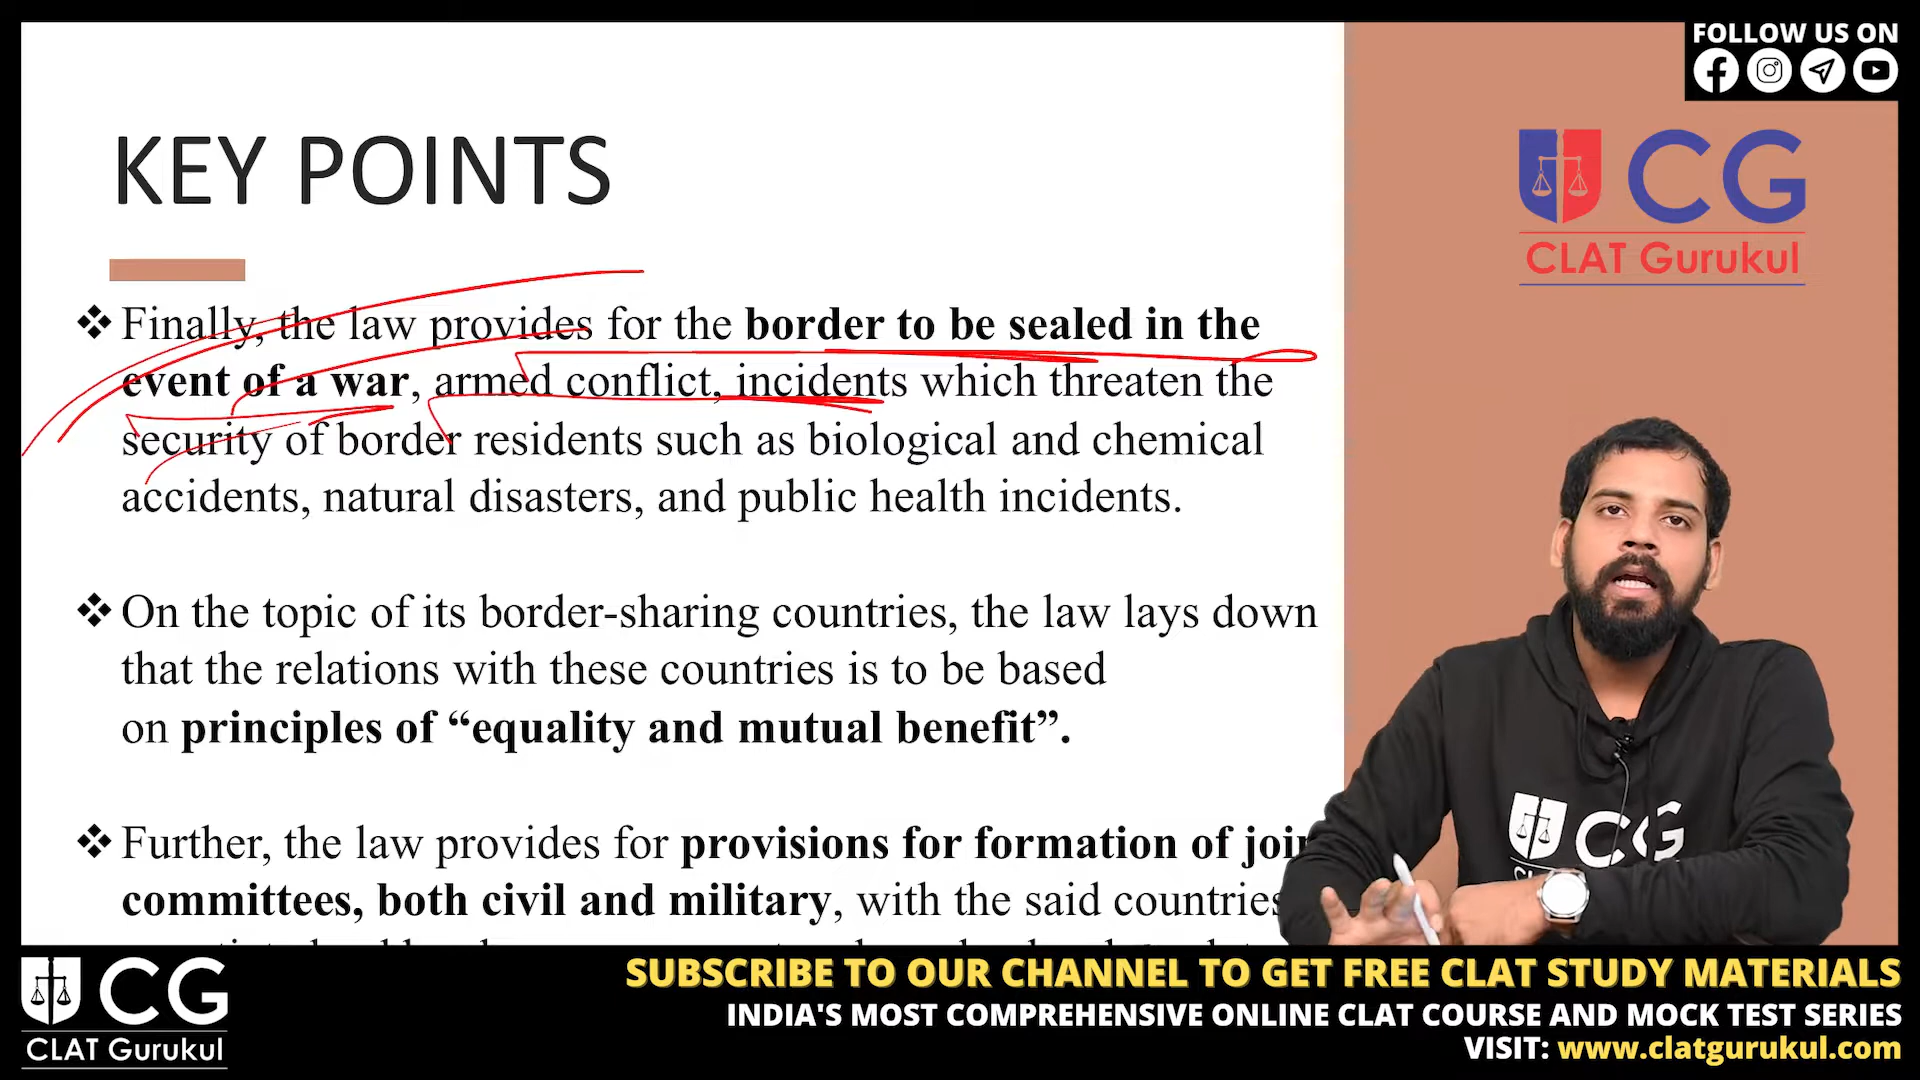 FOLLOW US ON
CG
CLAT Gurukul
KEY POINTS
❖ Finally, the law provides for the border to be sealed in the
event of a war, armed conflict, incidents which threaten the
security of border residents such as biological and chemical
accidents, natural disasters, and public health incidents.
❖ On the topic of its border-sharing countries, the law lays down
that the relations with these countries is to be based
on principles of “equality and mutual benefit”.
❖ Further, the law provides for provisions for formation of
committees, both civil and military, with the said countries
CG
CG
CLAT Gurukul
SUBSCRIBE TO OUR CHANNEL TO GET FREE CLAT STUDY MATERIALS
INDIA'S MOST COMPREHENSIVE ONLINE CLAT COURSE AND MOCK TEST SERIES
VISIT: www.clatgurukul.com